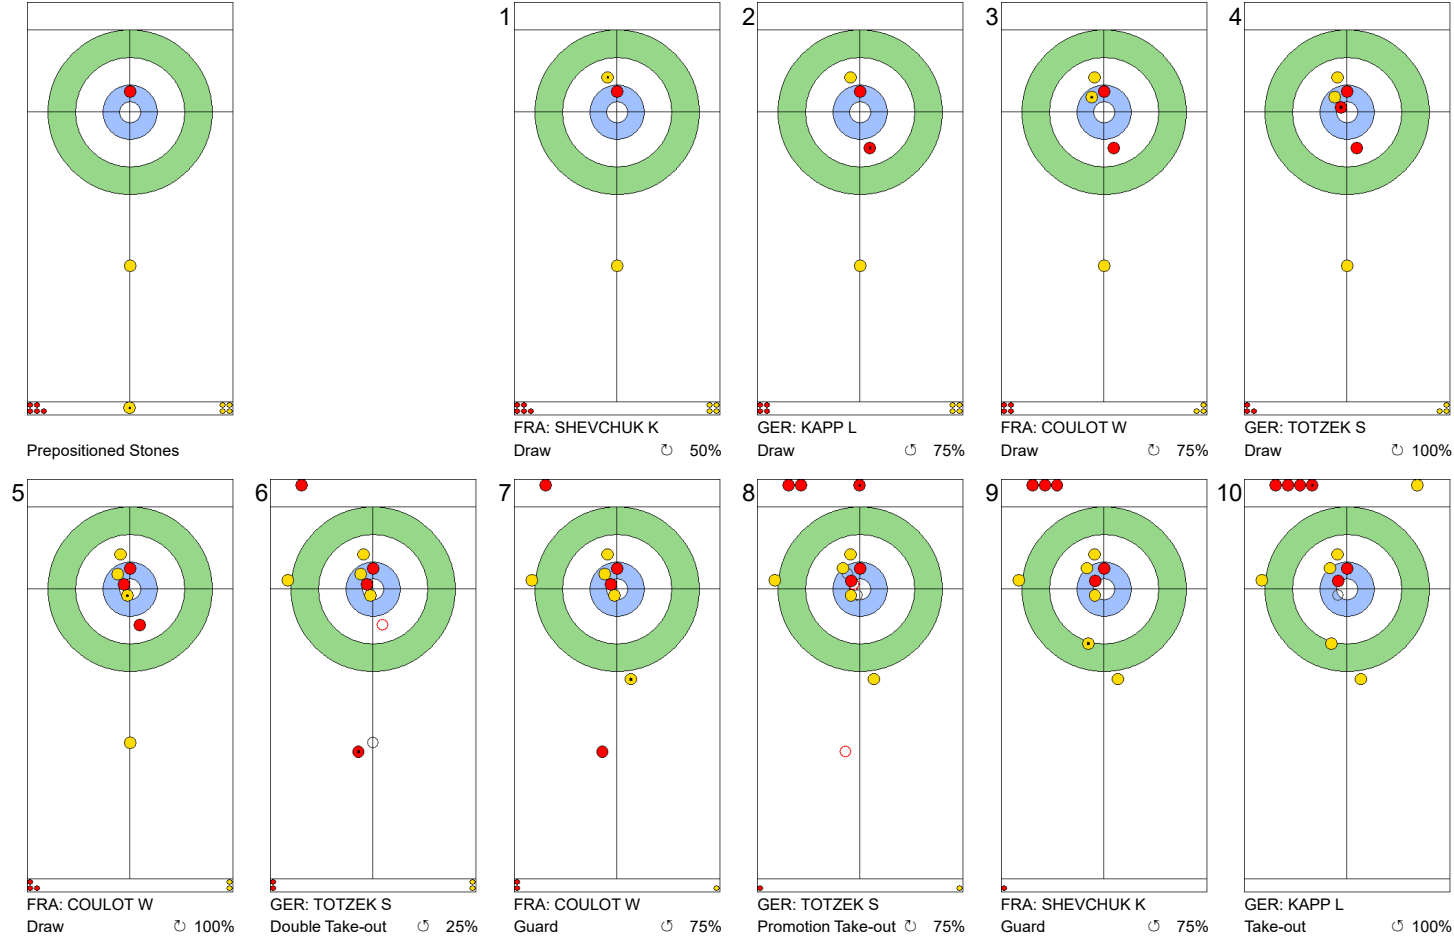 1
2
3
4
Prepositioned Stones
FRA: SHEVCHUK K
Draw ↻ 50%
GER: KAPP L
Draw ↺ 75%
FRA: COULOT W
Draw ↻ 75%
GER: TOTZEK S
Draw ↺ 100%
5
6
7
8
9
10
FRA: COULOT W
Draw ↻ 100%
GER: TOTZEK S
Double Take-out ↺ 25%
FRA: COULOT W
Guard ↺ 75%
GER: TOTZEK S
Promotion Take-out ↻ 75%
FRA: SHEVCHUK K
Guard ↺ 75%
GER: KAPP L
Take-out ↺ 100%